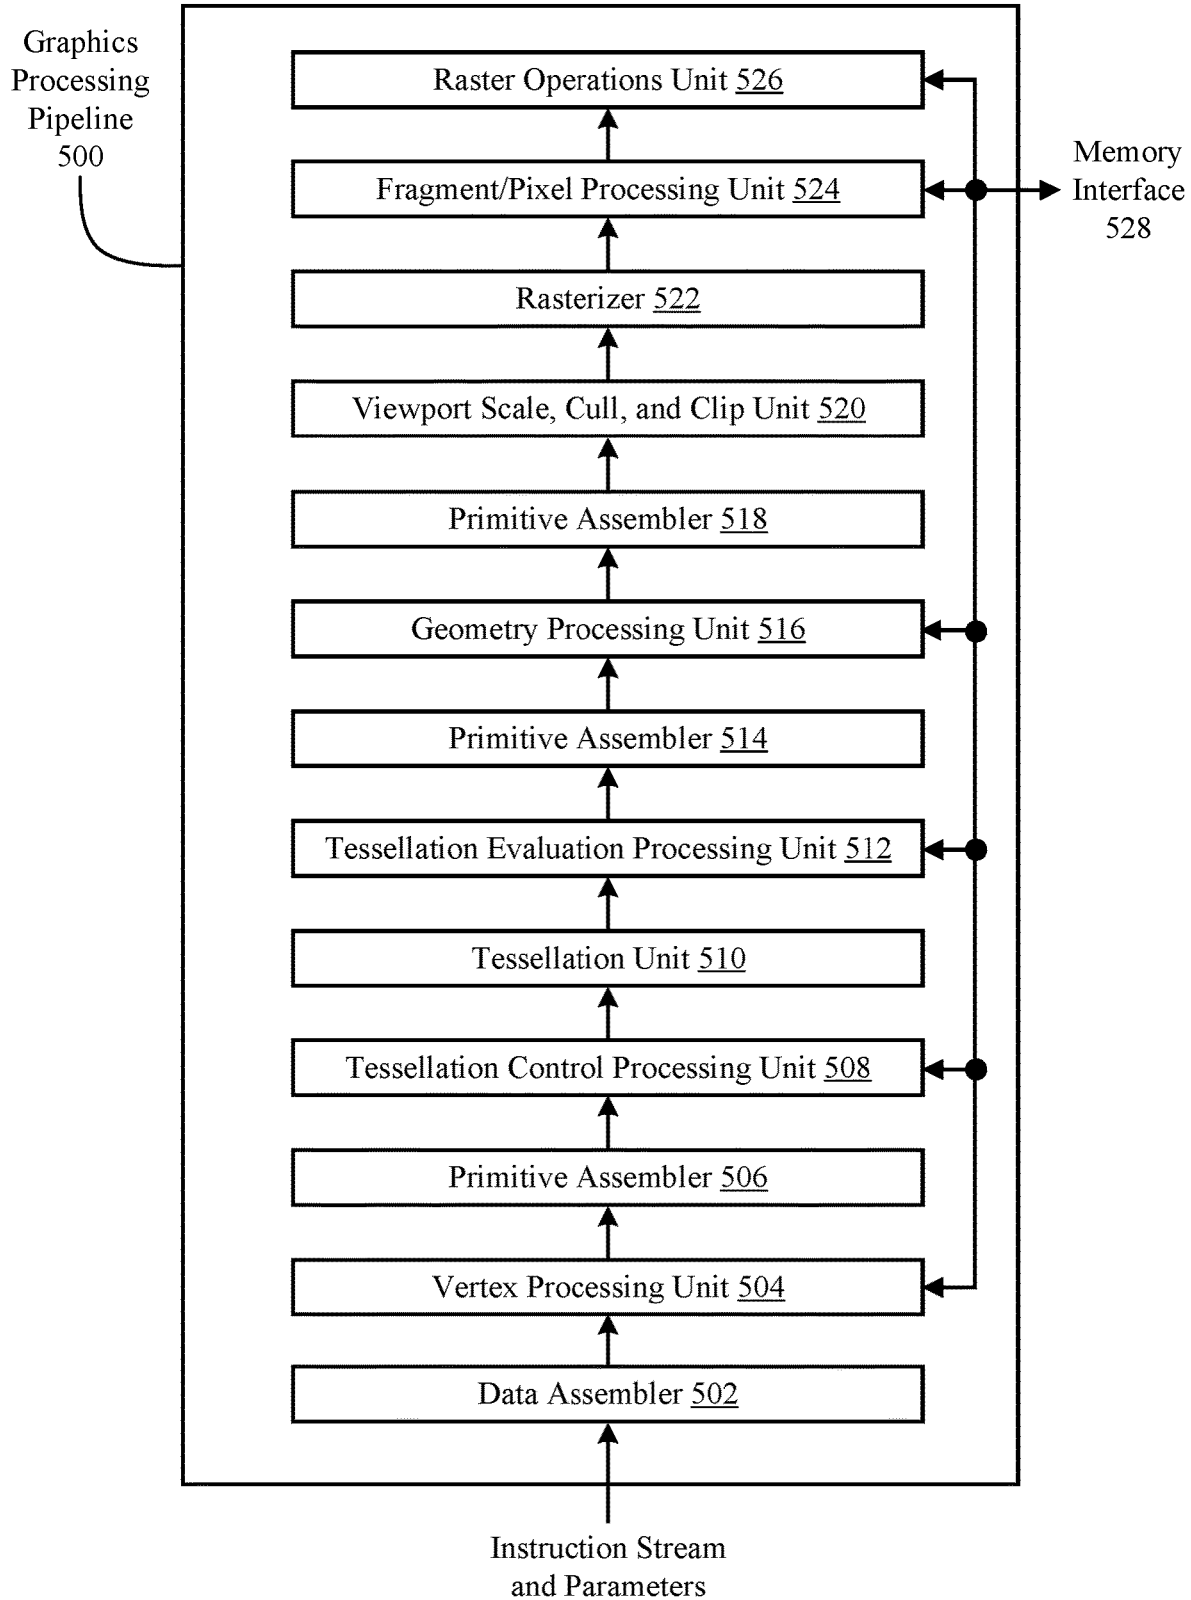 Graphics
Processing
Pipeline
500
Raster Operations Unit 526
Fragment/Pixel Processing Unit 524
Memory
Interface
528
Rasterizer 522
Viewport Scale, Cull, and Clip Unit 520
Primitive Assembler 518
Geometry Processing Unit 516
Primitive Assembler 514
Tessellation Evaluation Processing Unit 512
Tessellation Unit 510
Tessellation Control Processing Unit 508
Primitive Assembler 506
Vertex Processing Unit 504
Data Assembler 502
Instruction Stream
and Parameters